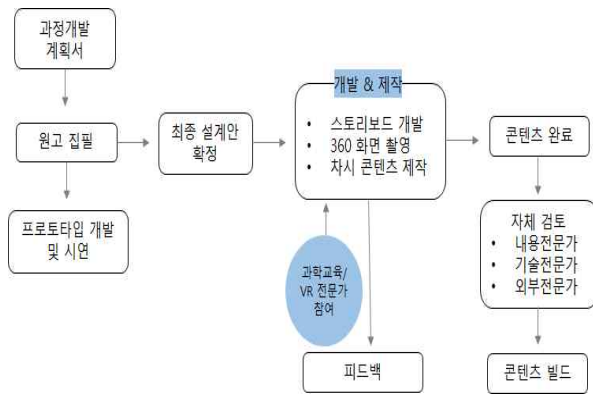 과정개발
계획서
원고 집필
프로토타입 개발
및 시연
최종 설계안
확정
개발 & 제작
• 스토리보드 개발
• 360 화면 촬영
• 차시 콘텐츠 제작
과학교육/
VR 전문가
참여
피드백
콘텐츠 완료
자체 검토
• 내용전문가
• 기술전문가
• 외부전문가
콘텐츠 빌드